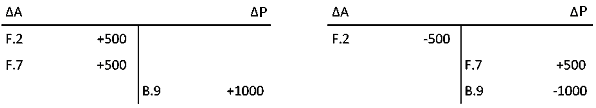 ΔA ΔP
F.2 +500
F.7 +500
B.9 +1000
ΔA ΔP
F.2 -500
F.7 +500
B.9 -1000